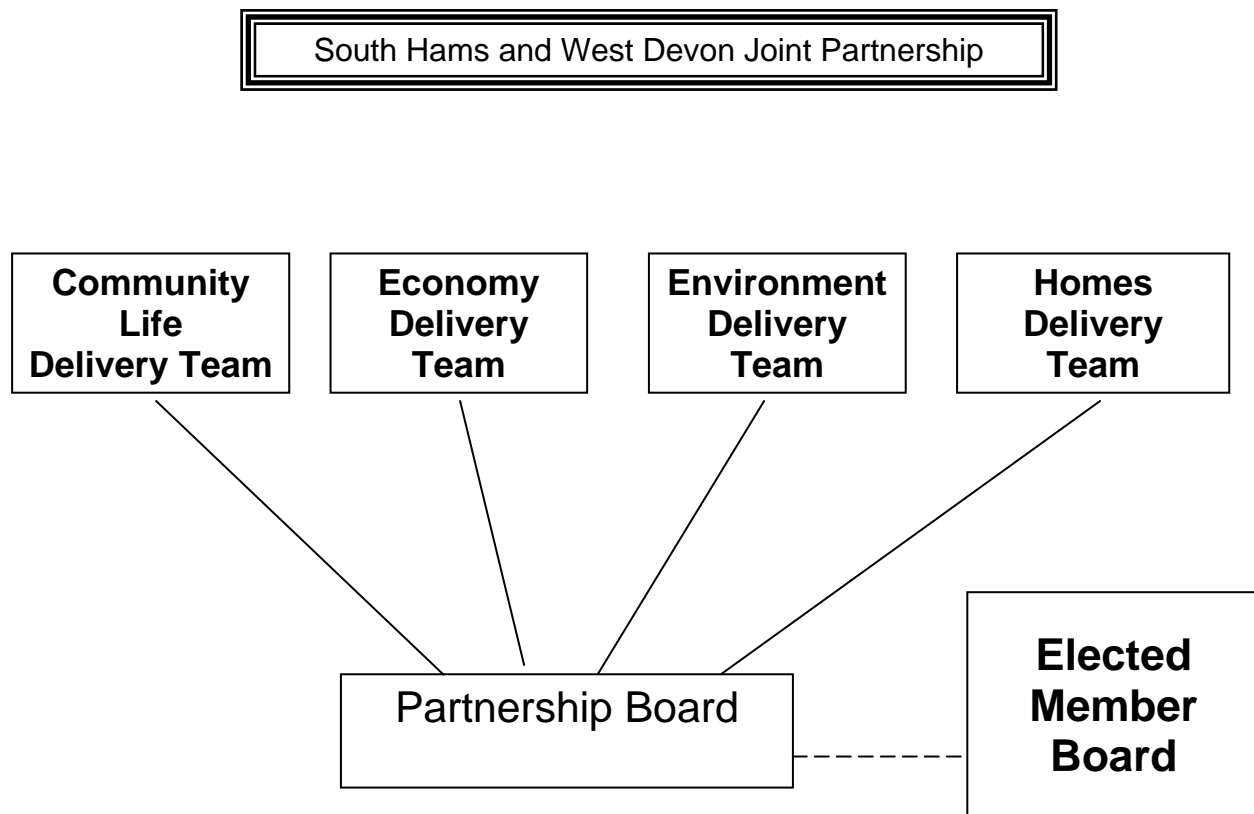 South Hams and West Devon Joint Partnership
Community
Life
Delivery Team
Economy
Delivery
Team
Environment
Delivery
Team
Homes
Delivery
Team
Partnership Board
Elected
Member
Board